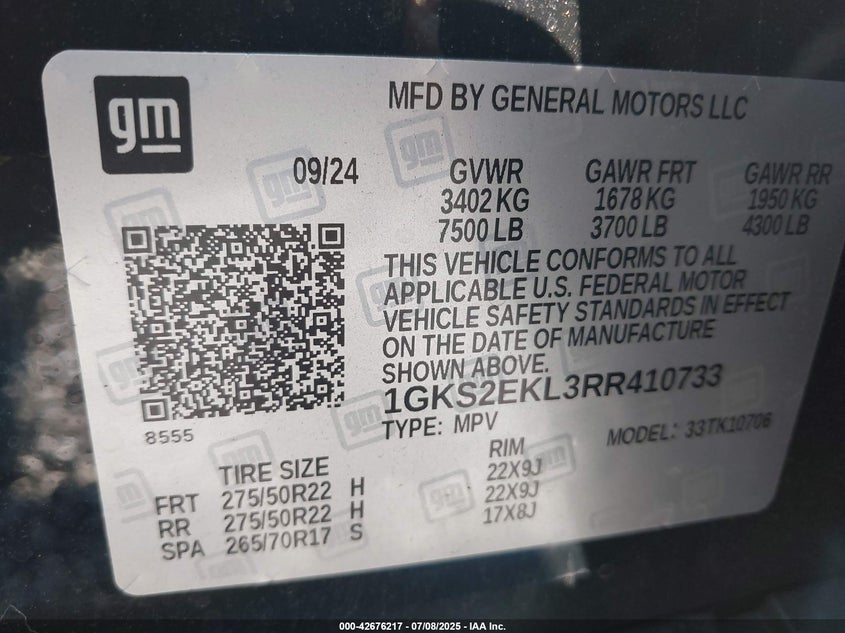 gm
MFD BY GENERAL MOTORS LLC
09/24 GVWR GAWR FRT GAWR RR
3402 KG 1678 KG 1950 KG
7500 LB 3700 LB 4300 LB
THIS VEHICLE CONFORMS TO ALL
APPLICABLE U.S. FEDERAL MOTOR
VEHICLE SAFETY STANDARDS IN EFFECT
ON THE DATE OF MANUFACTURE
SHOWN ABOVE.
1GKS2EKL3RR410733
8555
TYPE: MPV MODEL: 33TK10706
TIRE SIZE RIM
FRT 275/50R22 H 22X9J
RR 275/50R22 H 22X9J
SPA 265/70R17 S 17X8J
000-42676217 - 07/08/2025 - IAA Inc.